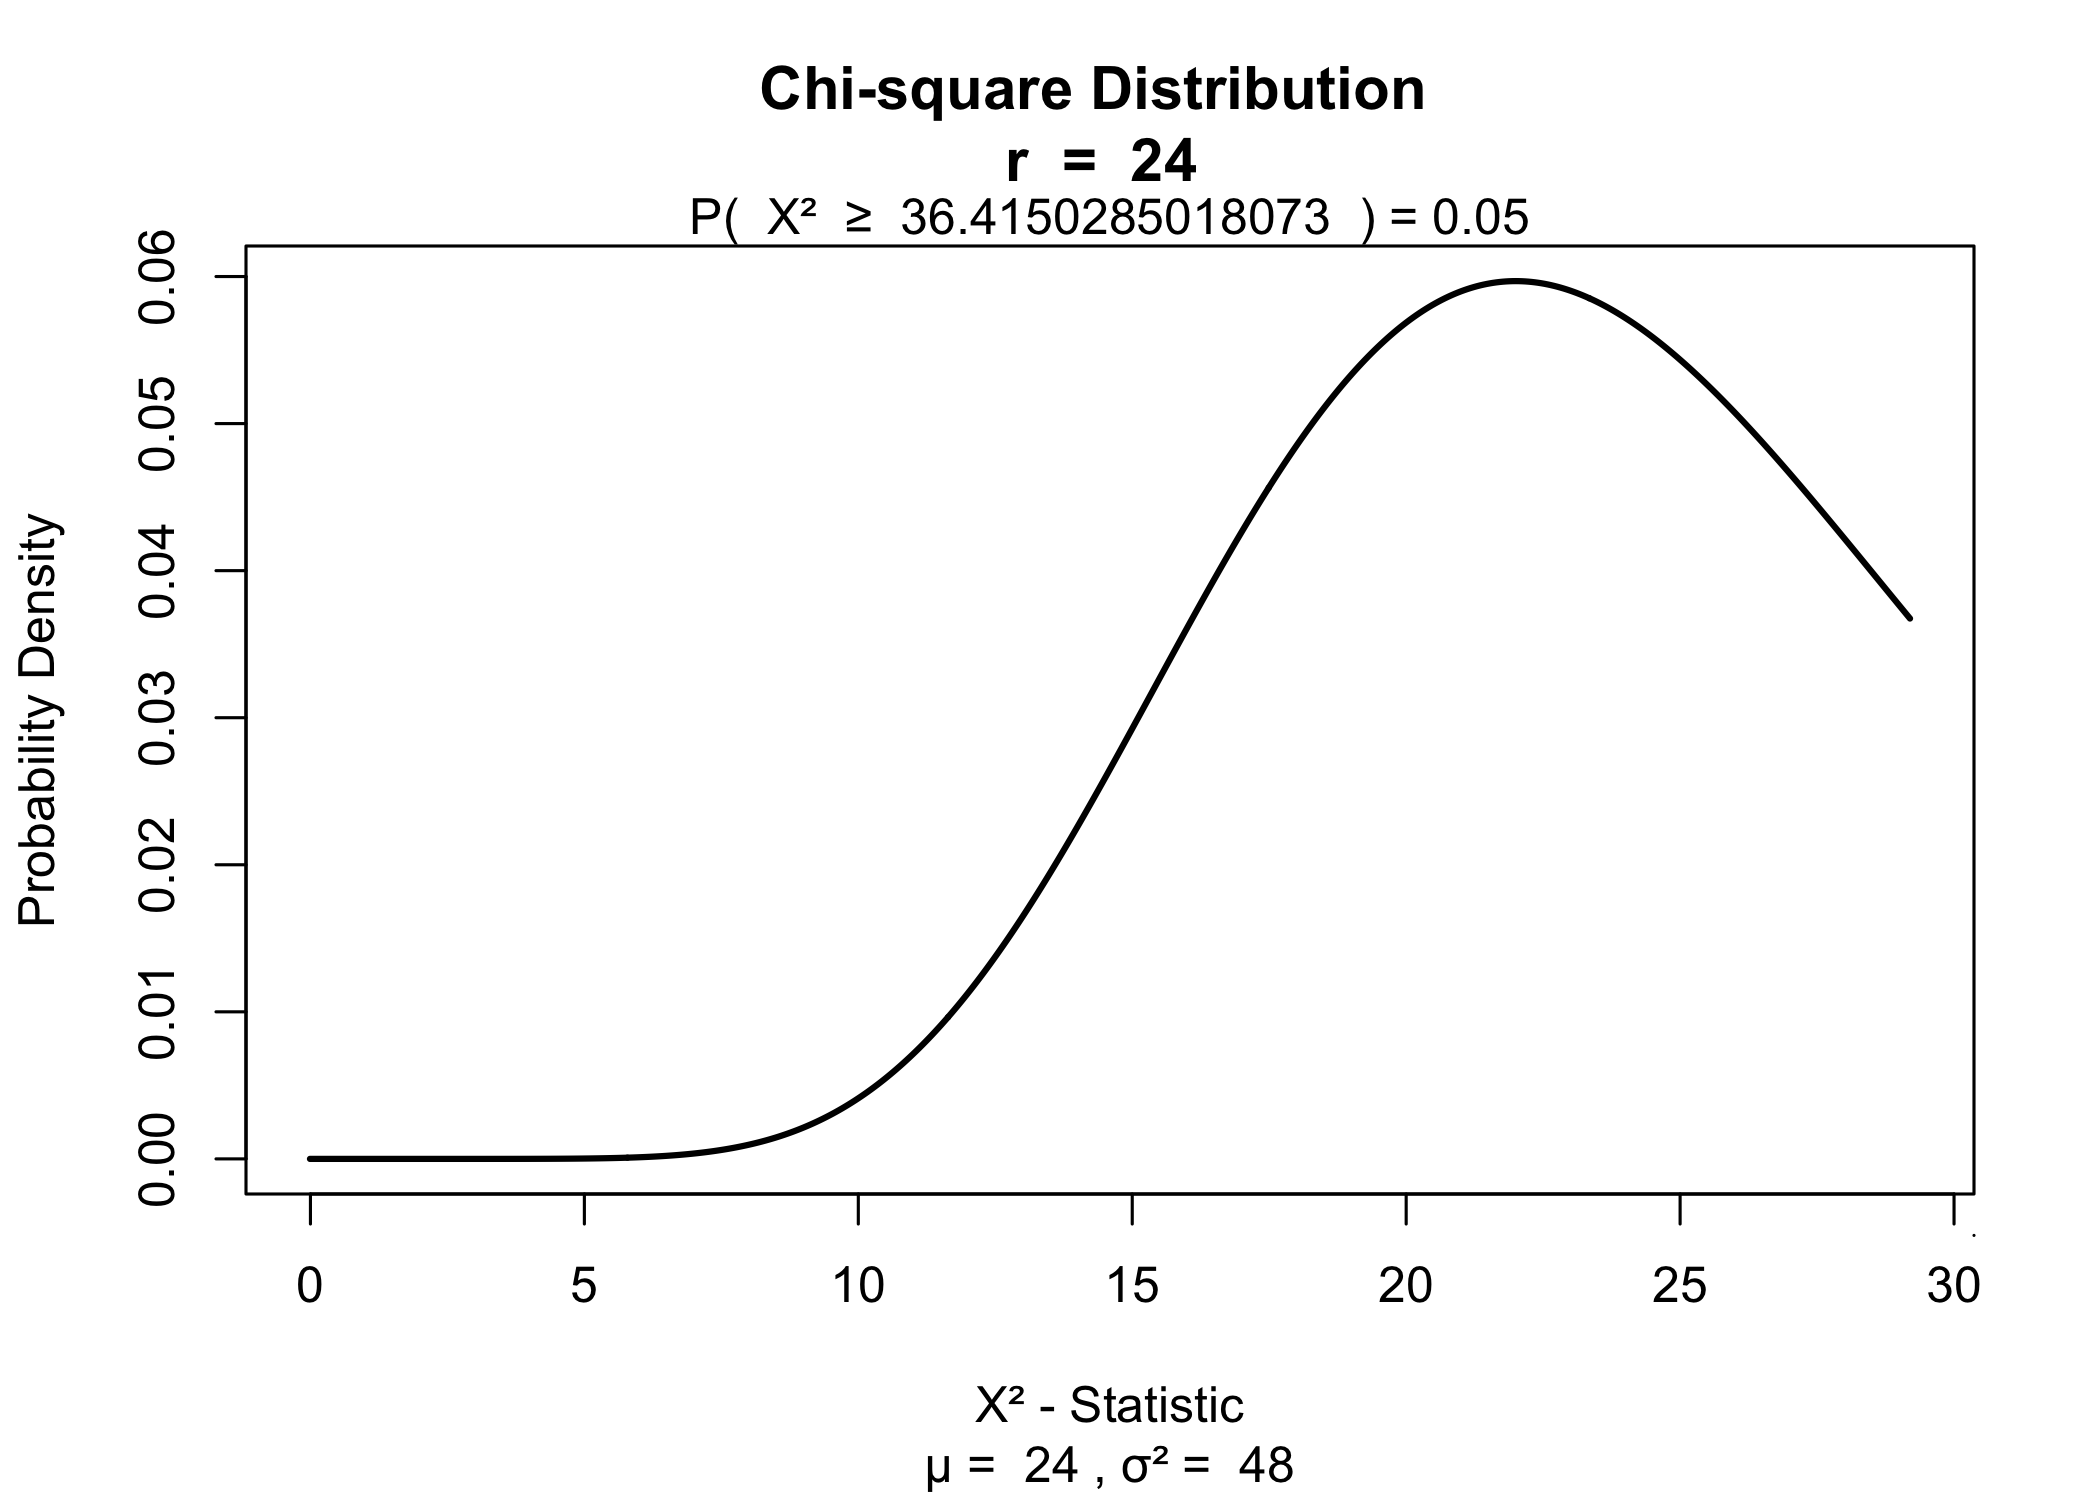 Chi-square Distribution
r = 24
P( X² ≥ 36.4150285018073 ) = 0.05
Probability Density
0.06
0.05
0.04
0.03
0.02
0.01
0.00
0 5 10 15 20 25 30
X² - Statistic
μ = 24 , σ² = 48